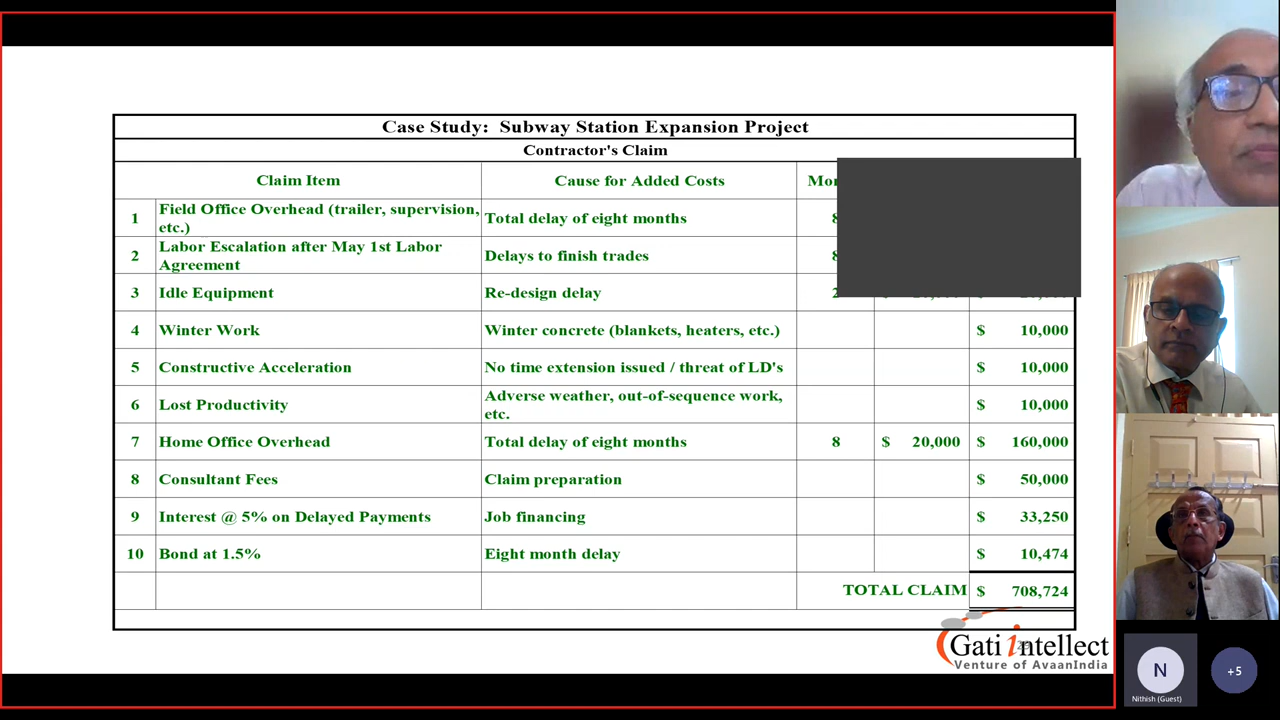 Case Study: Subway Station Expansion Project
Contractor's Claim
Claim Item Cause for Added Costs
1 Field Office Overhead (trailer, supervision, etc.) Total delay of eight months 8
2 Labor Escalation after May 1st Labor Agreement Delays to finish trades 8
3 Idle Equipment Re-design delay 2
4 Winter Work Winter concrete (blankets, heaters, etc.) $ 10,000
5 Constructive Acceleration No time extension issued / threat of LD's $ 10,000
6 Lost Productivity Adverse weather, out-of-sequence work, etc. $ 10,000
7 Home Office Overhead Total delay of eight months 8 $ 20,000 $ 160,000
8 Consultant Fees Claim preparation $ 50,000
9 Interest @ 5% on Delayed Payments Job financing $ 33,250
10 Bond at 1.5% Eight month delay $ 10,474
TOTAL CLAIM $ 708,724
Gati intellect
Venture of AvaanIndia
N
Nithish (Guest)
+5